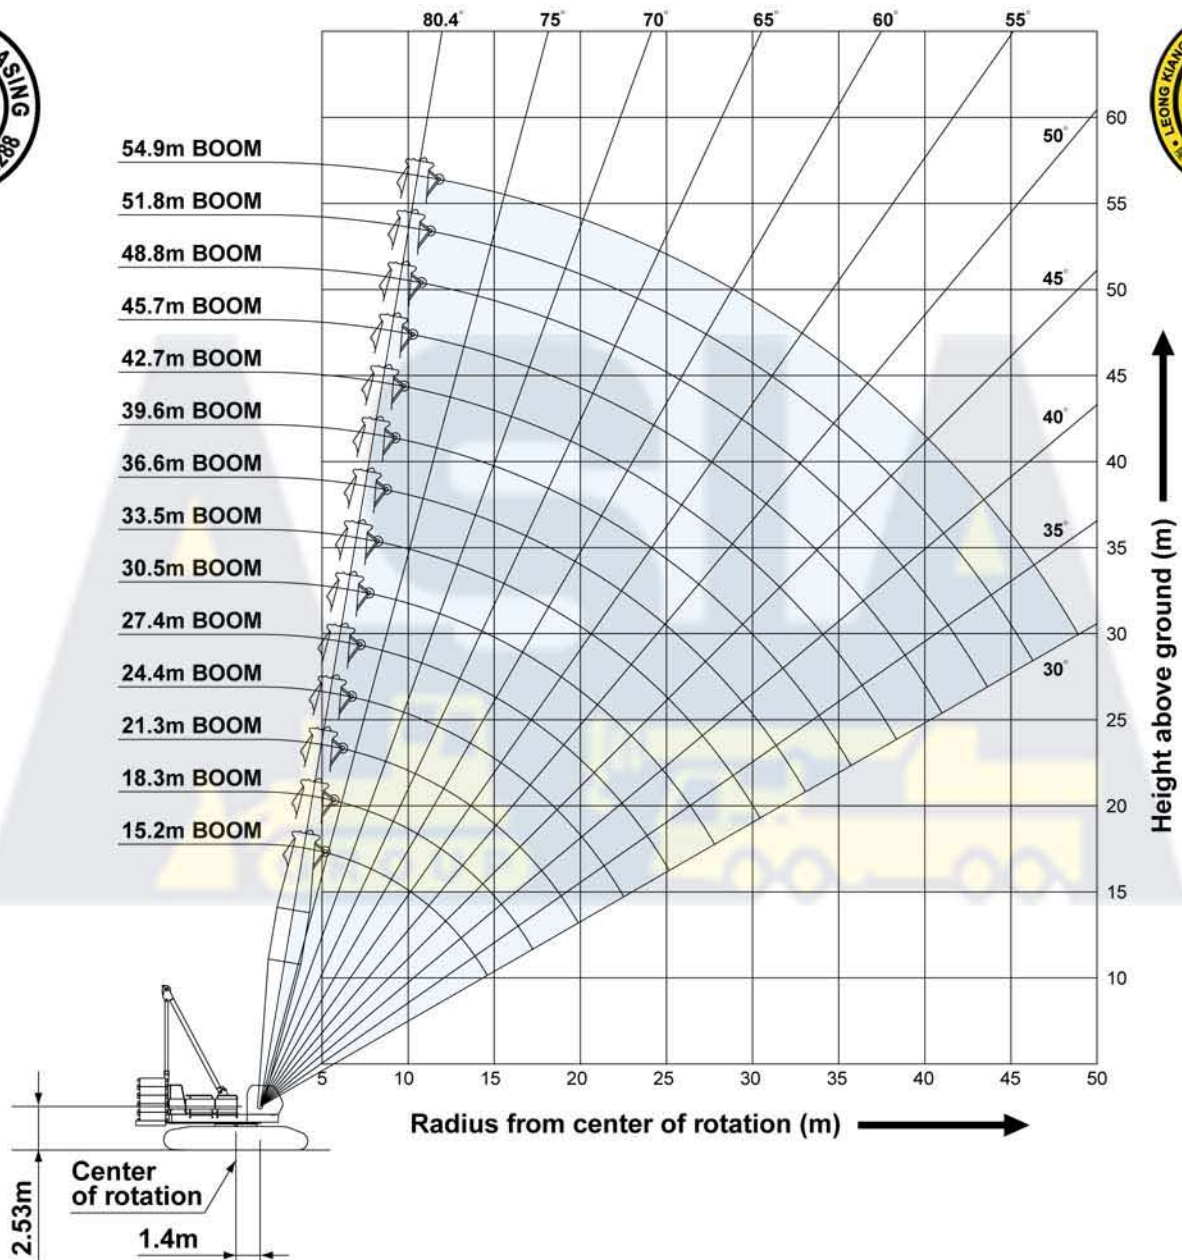 ASING
288
LEONG KIANG
80.4°
75°
70°
65°
60°
55°
50°
45°
40°
35°
30°
54.9m BOOM
51.8m BOOM
48.8m BOOM
45.7m BOOM
42.7m BOOM
39.6m BOOM
36.6m BOOM
33.5m BOOM
30.5m BOOM
27.4m BOOM
24.4m BOOM
21.3m BOOM
18.3m BOOM
15.2m BOOM
60
55
50
45
40
35
30
25
20
15
10
Height above ground (m)
5 10 15 20 25 30 35 40 45 50
Radius from center of rotation (m)
Center
of rotation
2.53m
1.4m